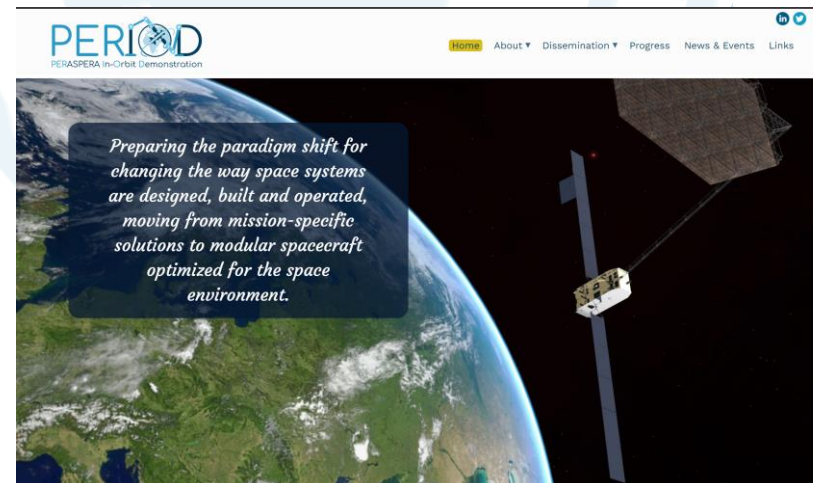 PERIOD
PERASPERA In-Orbit Demonstration
Home About ▼ Dissemination ▼ Progress News & Events Links
Preparing the paradigm shift for
changing the way space systems
are designed, built and operated,
moving from mission-specific
solutions to modular spacecraft
optimized for the space
environment.